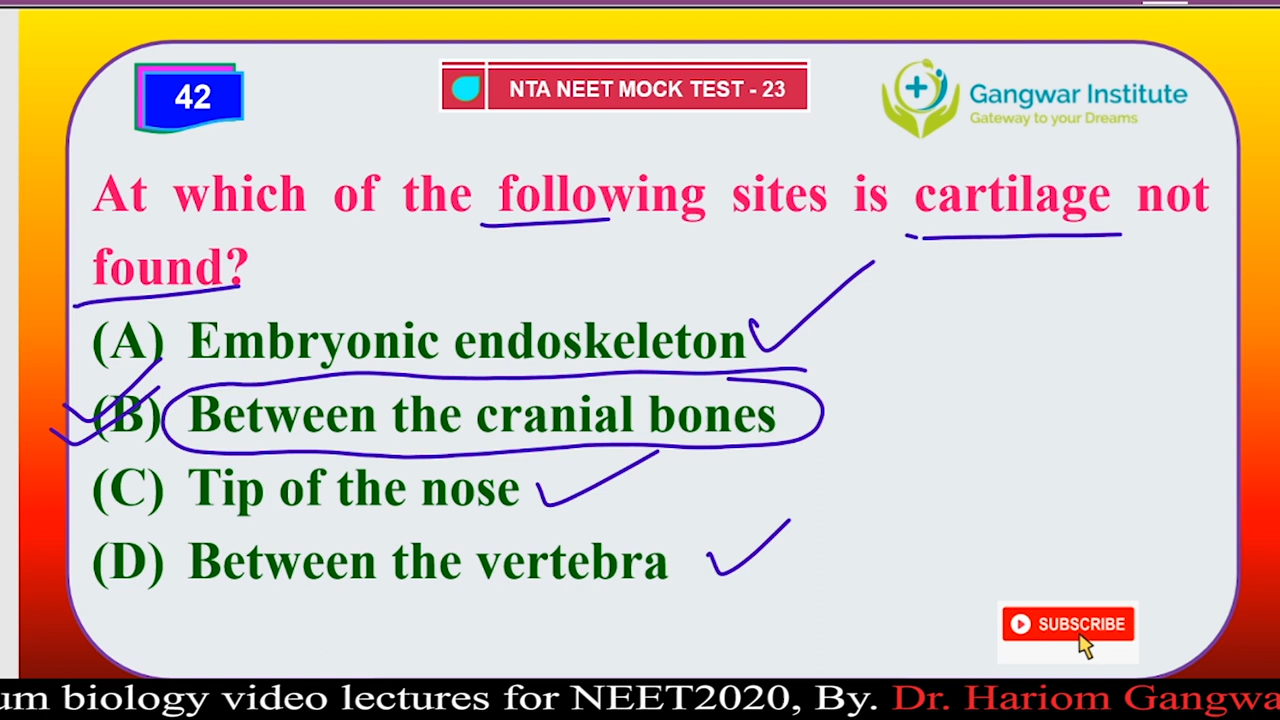 42
NTA NEET MOCK TEST - 23
Gangwar Institute
Gateway to your Dreams
At which of the following sites is cartilage not
found?
(A) Embryonic endoskeleton
(B) Between the cranial bones
(C) Tip of the nose
(D) Between the vertebra
SUBSCRIBE
um biology video lectures for NEET2020, By. Dr. Hariom Gangwa